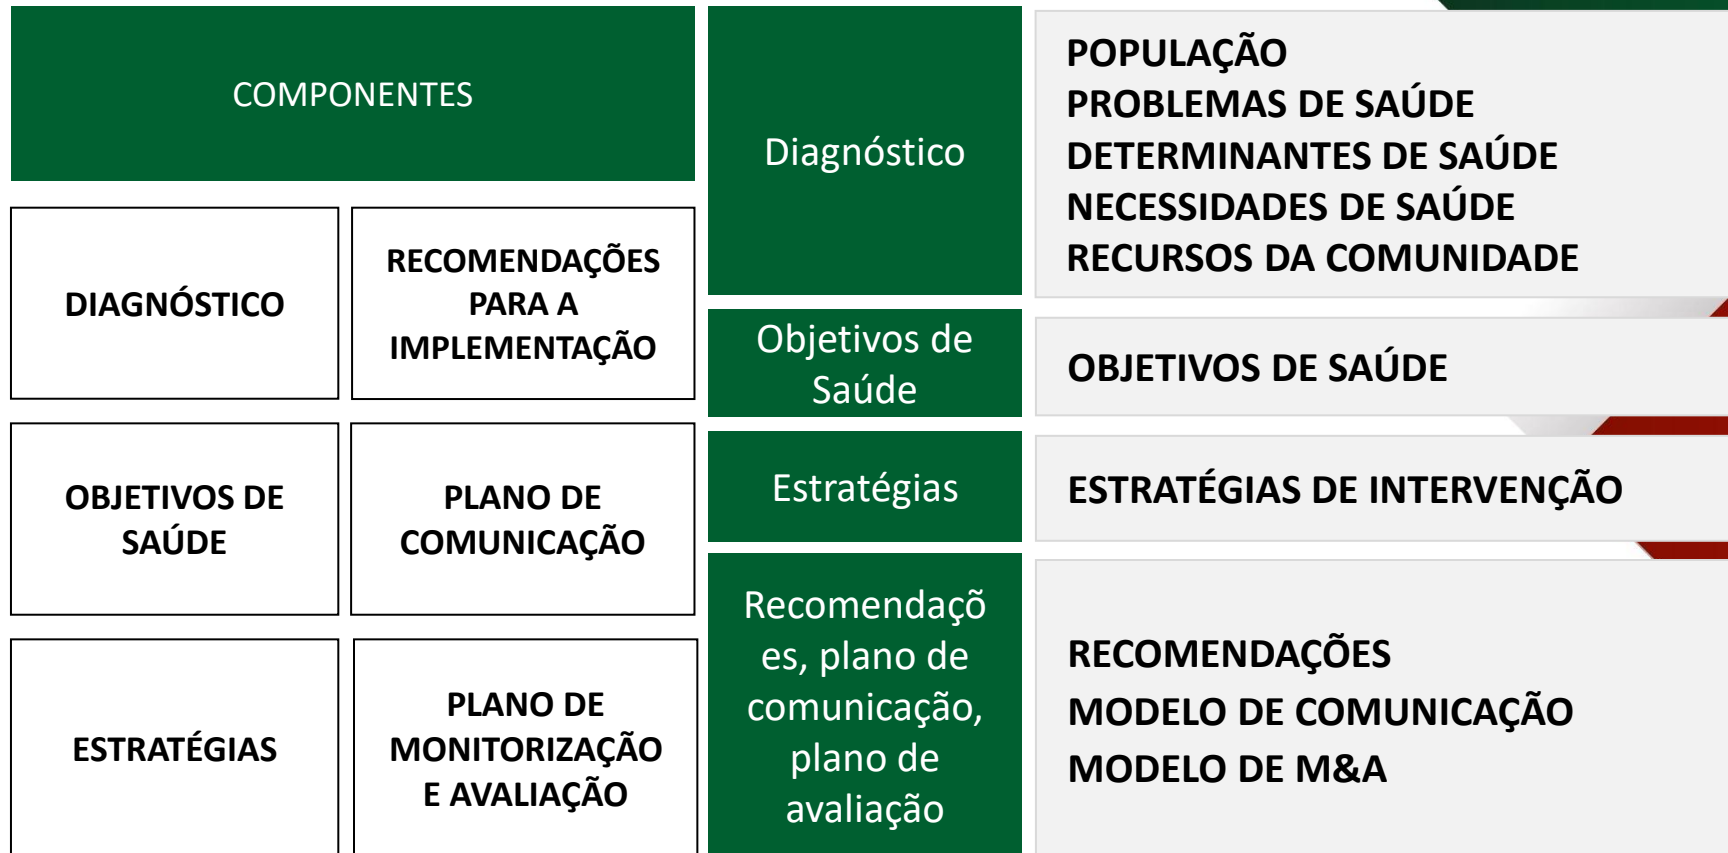 COMPONENTES
DIAGNÓSTICO
RECOMENDAÇÕES
PARA A
IMPLEMENTAÇÃO
OBJETIVOS DE
SAÚDE
PLANO DE
COMUNICAÇÃO
ESTRATÉGIAS
PLANO DE
MONITORIZAÇÃO
E AVALIAÇÃO
Diagnóstico
POPULAÇÃO
PROBLEMAS DE SAÚDE
DETERMINANTES DE SAÚDE
NECESSIDADES DE SAÚDE
RECURSOS DA COMUNIDADE
Objetivos de
Saúde
OBJETIVOS DE SAÚDE
Estratégias
ESTRATÉGIAS DE INTERVENÇÃO
Recomendaçõ
es, plano de
comunicação,
plano de
avaliação
RECOMENDAÇÕES
MODELO DE COMUNICAÇÃO
MODELO DE M&A